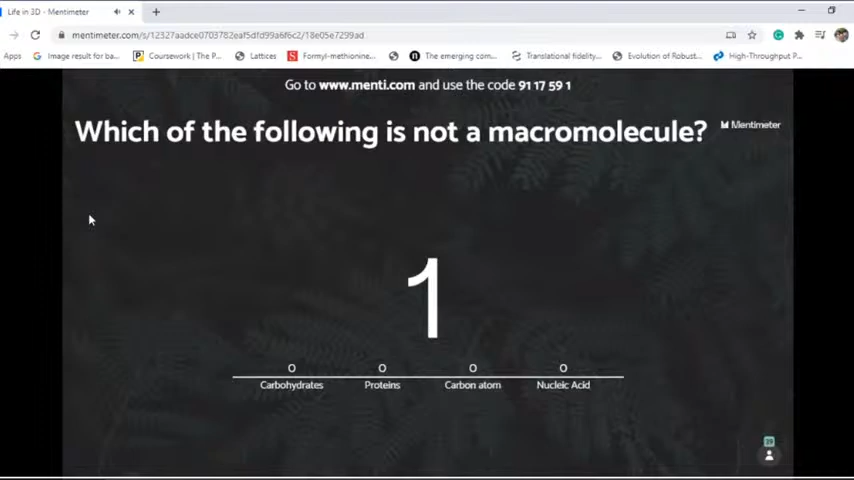 Life in 3D - Mentimeter
mentimeter.com/s/12327aadce0703782eaf5dfd99a6f6c2/18e05e7299ad
Apps Image result for ba... Coursework | The P... Lattices Formyl-methionine... The emerging com... Translational fidelity... Evolution of Robust... High-Throughput P...
Go to www.menti.com and use the code 91 17 59 1
Which of the following is not a macromolecule?
Mentimeter
1
0 0 0 0
Carbohydrates Proteins Carbon atom Nucleic Acid